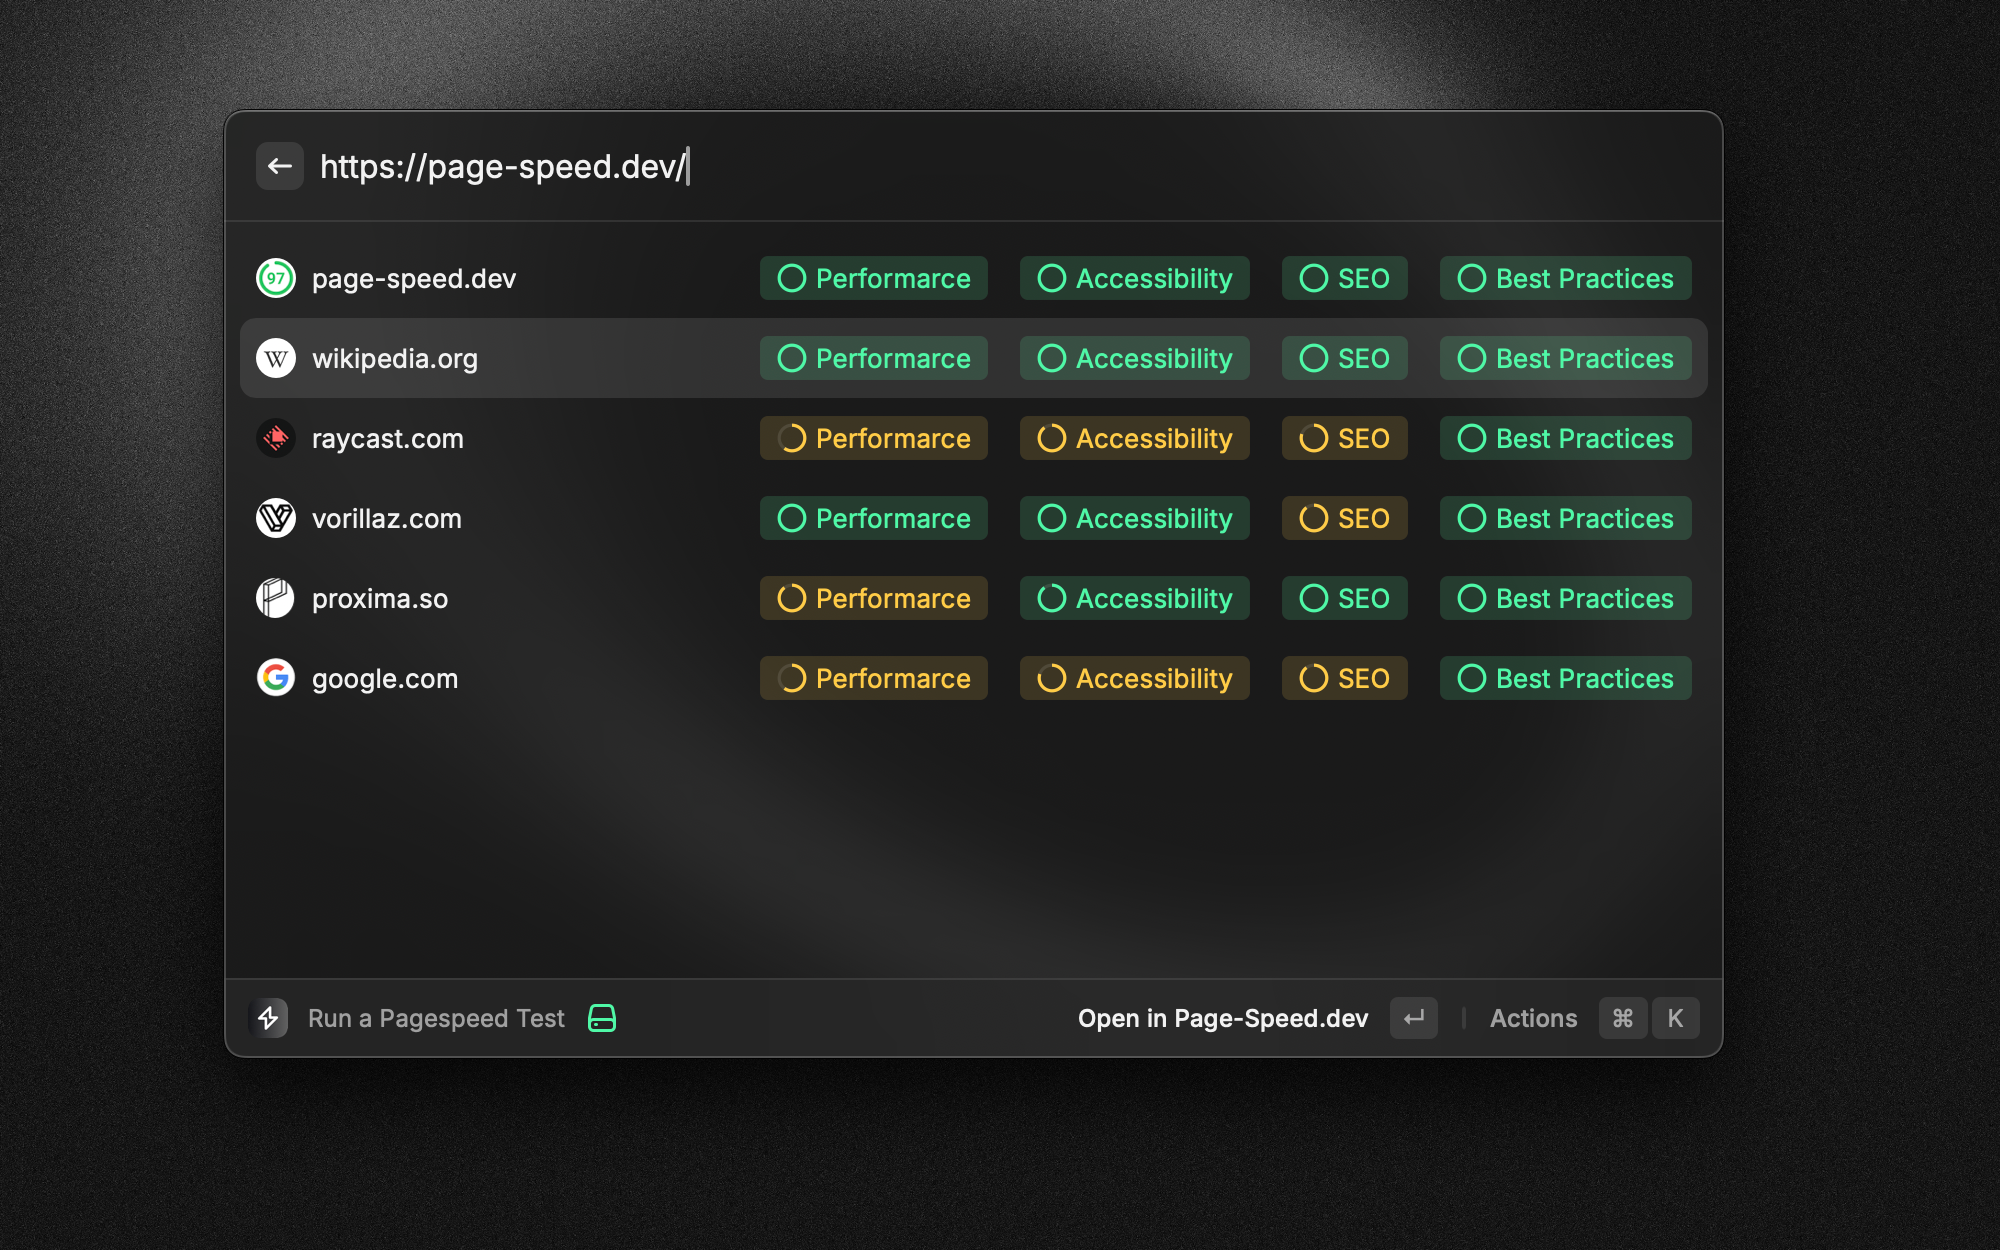 https://page-speed.dev/
97 page-speed.dev Performarce Accessibility SEO Best Practices
W wikipedia.org Performarce Accessibility SEO Best Practices
raycast.com Performarce Accessibility SEO Best Practices
vorillaz.com Performarce Accessibility SEO Best Practices
proxima.so Performarce Accessibility SEO Best Practices
G google.com Performarce Accessibility SEO Best Practices
Run a Pagespeed Test Open in Page-Speed.dev ↵ Actions ⌘ K